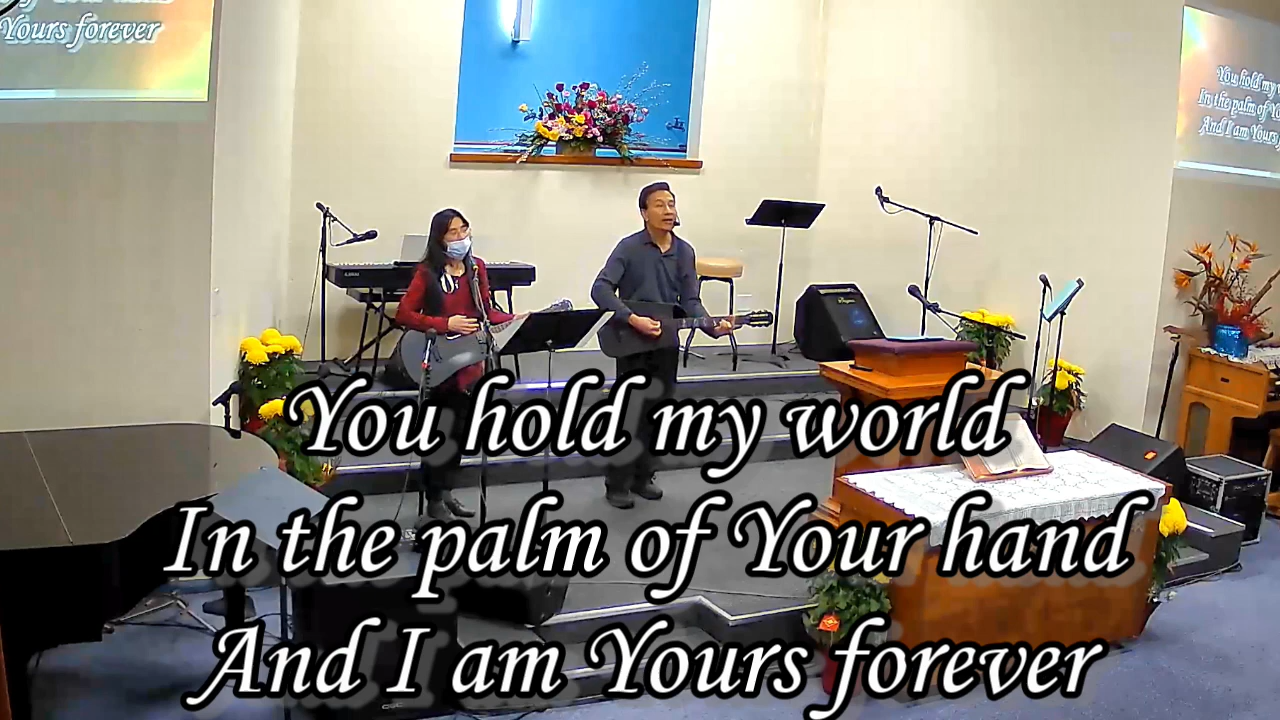 Yours forever
You hold my
In the palm of
And I am Yours
You hold my world
In the palm of Your hand
And I am Yours forever